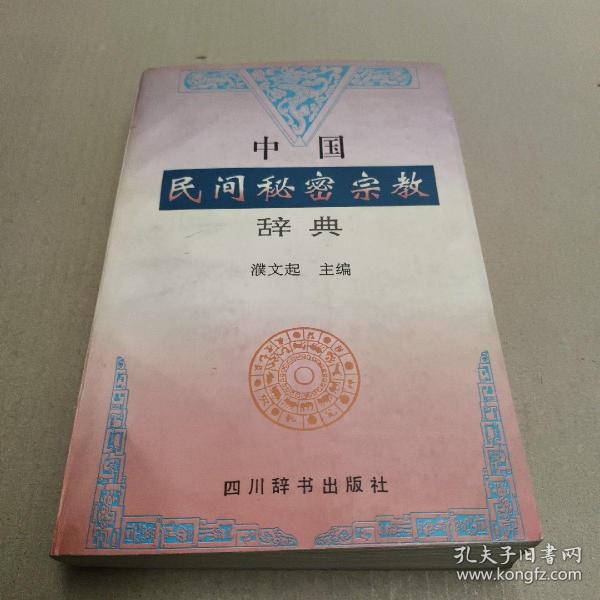 中国
民间秘密宗教
辞典
濮文起 主编
四川辞书出版社
孔夫子旧书网
www.kongfz.com